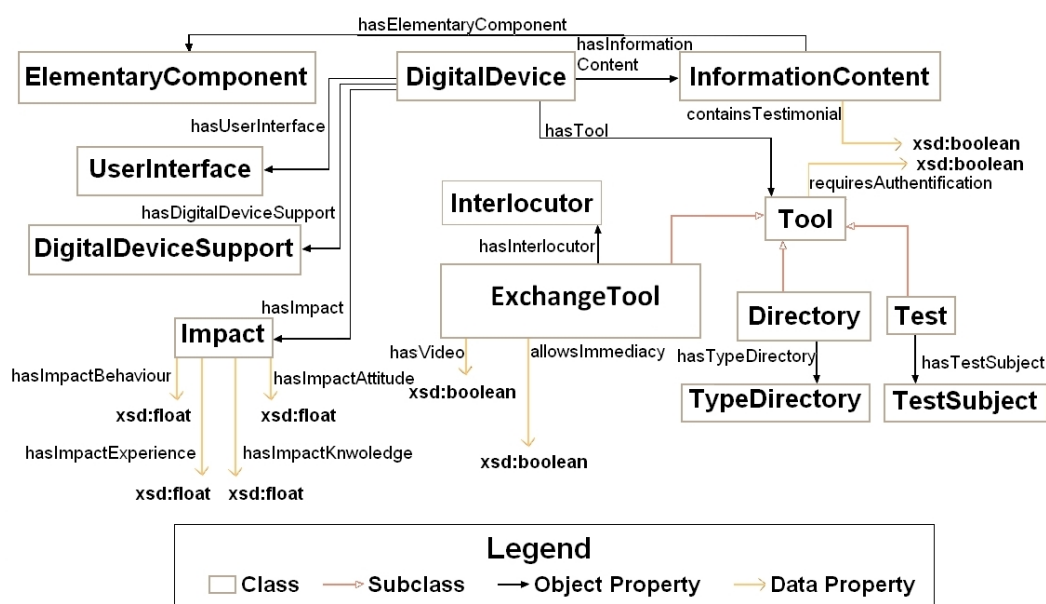 hasElementaryComponent
hasInformation
Content
ElementaryComponent
DigitalDevice
InformationContent
containsTestimonial
hasUserInterface
hasTool
xsd:boolean
xsd:boolean
UserInterface
requiresAuthentification
Interlocutor
Tool
hasDigitalDeviceSupport
DigitalDeviceSupport
hasInterlocutor
ExchangeTool
hasImpact
Directory
Test
Impact
hasVideo
allowsImmediacy
hasTypeDirectory
hasTestSubject
hasImpactBehaviour
hasImpactAttitude
xsd:boolean
TypeDirectory
TestSubject
xsd:float
xsd:float
hasImpactExperience
hasImpactKnwoledge
xsd:boolean
xsd:float
xsd:float
Legend
Class
Subclass
Object Property
Data Property